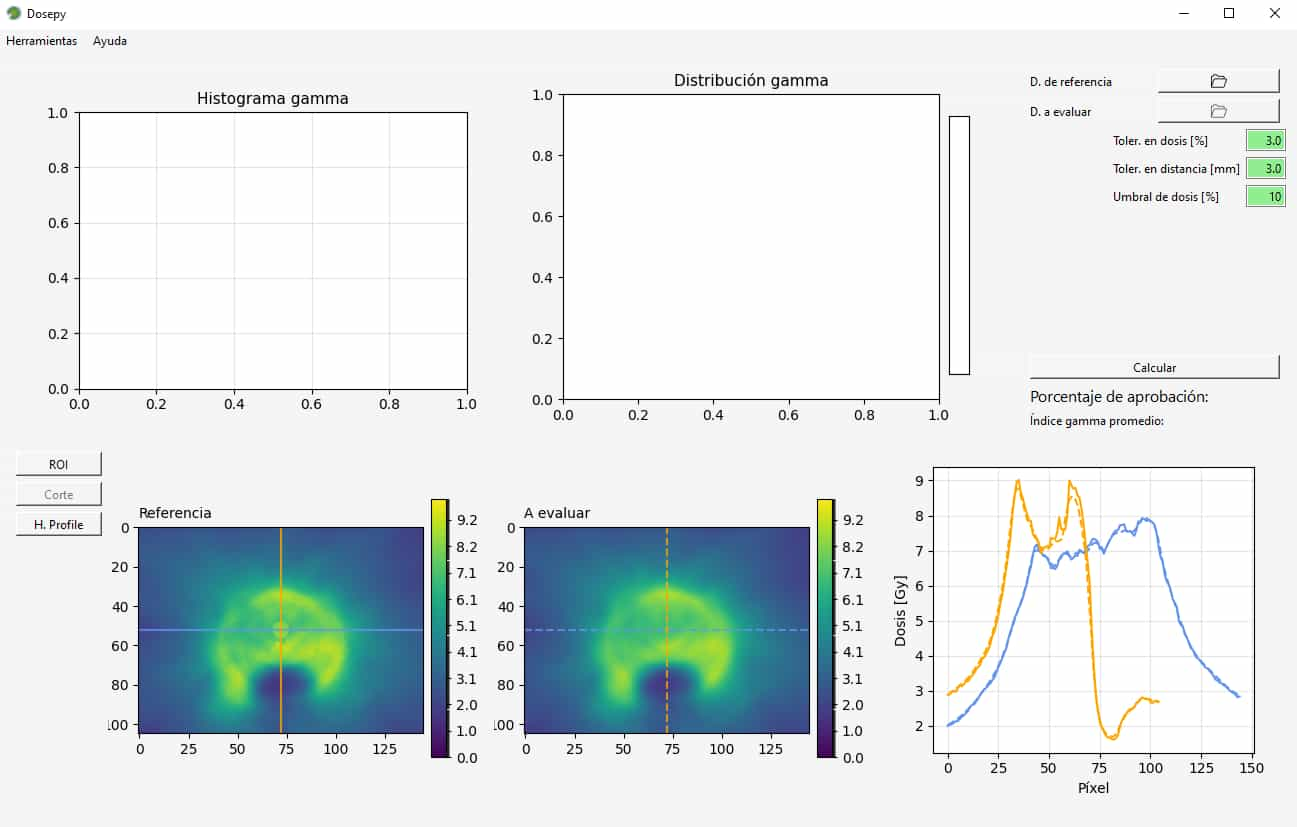 Dosepy
Herramientas Ayuda
Histograma gamma
1.0
0.8
0.6
0.4
0.2
0.0
0.0 0.2 0.4 0.6 0.8 1.0
Distribución gamma
1.0
0.8
0.6
0.4
0.2
0.0
0.0 0.2 0.4 0.6 0.8 1.0
D. de referencia
D. a evaluar
Toler. en dosis [%] 3.0
Toler. en distancia [mm] 3.0
Umbral de dosis [%] 10
Calcular
Porcentaje de aprobación:
Índice gamma promedio:
ROI
Corte
H. Profile
Referencia
0
20
40
60
80
100
0 25 50 75 100 125
9.2
8.2
7.1
6.1
5.1
4.1
3.1
2.0
1.0
0.0
A evaluar
0
20
40
60
80
100
0 25 50 75 100 125
9.2
8.2
7.1
6.1
5.1
4.1
3.1
2.0
1.0
0.0
Dosis [Gy]
9
8
7
6
5
4
3
2
0 25 50 75 100 125 150
Píxel